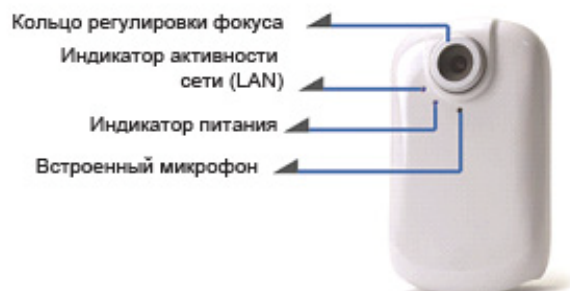 Кольцо регулировки фокуса
Индикатор активности
сети (LAN)
Индикатор питания
Встроенный микрофон